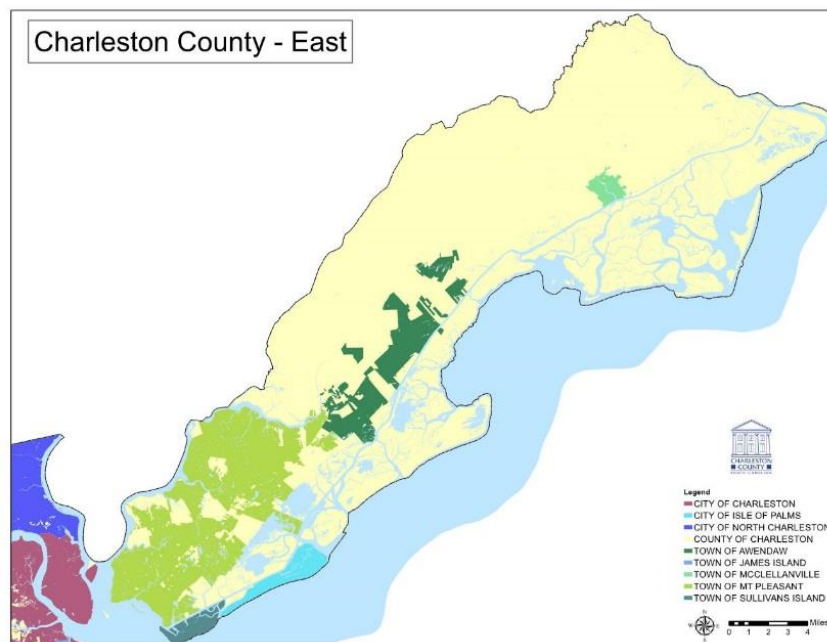 Charleston County - East
CHARLESTON
COUNTY
Legend
CITY OF CHARLESTON
CITY OF ISLE OF PALMS
CITY OF NORTH CHARLESTON
COUNTY OF CHARLESTON
TOWN OF AWENDAW
TOWN OF JAMES ISLAND
TOWN OF MCCLELLANVILLE
TOWN OF MT PLEASANT
TOWN OF SULLIVANS ISLAND
N
W E
S
Miles
0 1 2 3 4